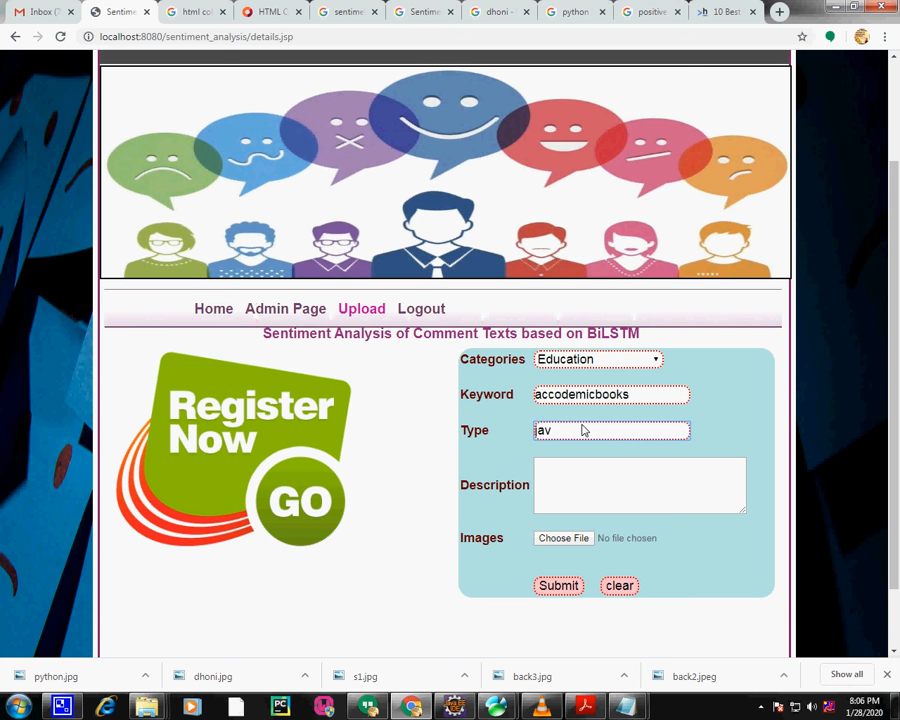 Inbox (
Sentime
html col
HTML C
sentime
Sentime
dhoni -
python
positive
10 Best
localhost:8080/sentiment_analysis/details.jsp
Home Admin Page Upload Logout
Sentiment Analysis of Comment Texts based on BiLSTM
Register
Now
GO
Categories Education
Keyword accodemicbooks
Type jav
Description
Images Choose File No file chosen
Submit clear
python.jpg
dhoni.jpg
s1.jpg
back3.jpg
back2.jpeg
Show all
8:06 PM
1/28/2020